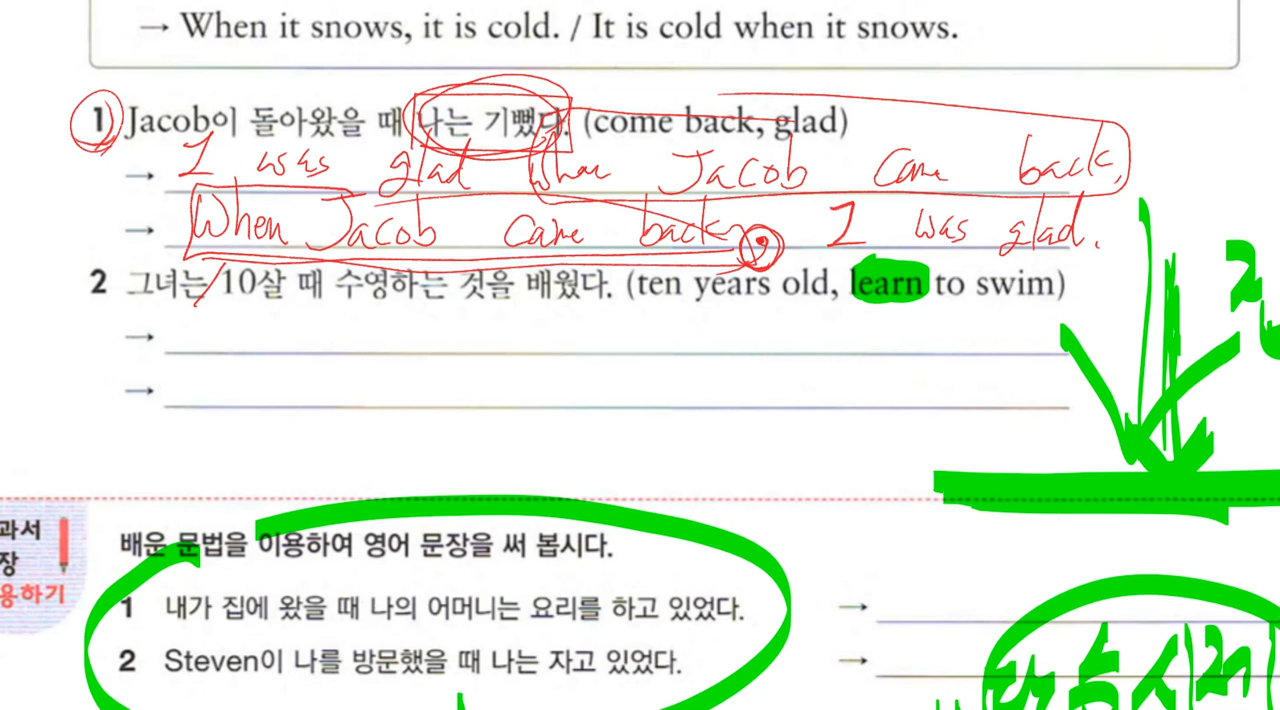 → When it snows, it is cold. / It is cold when it snows.
1 Jacob이 돌아왔을 때 나는 기뻤다. (come back, glad)
→ I was glad when Jacob came back.
→ When Jacob came back, I was glad.
2 그녀는 10살 때 수영하는 것을 배웠다. (ten years old, learn to swim)
→
→
과서
장
용하기
배운 문법을 이용하여 영어 문장을 써 봅시다.
1 내가 집에 왔을 때 나의 어머니는 요리를 하고 있었다. →
2 Steven이 나를 방문했을 때 나는 자고 있었다. →